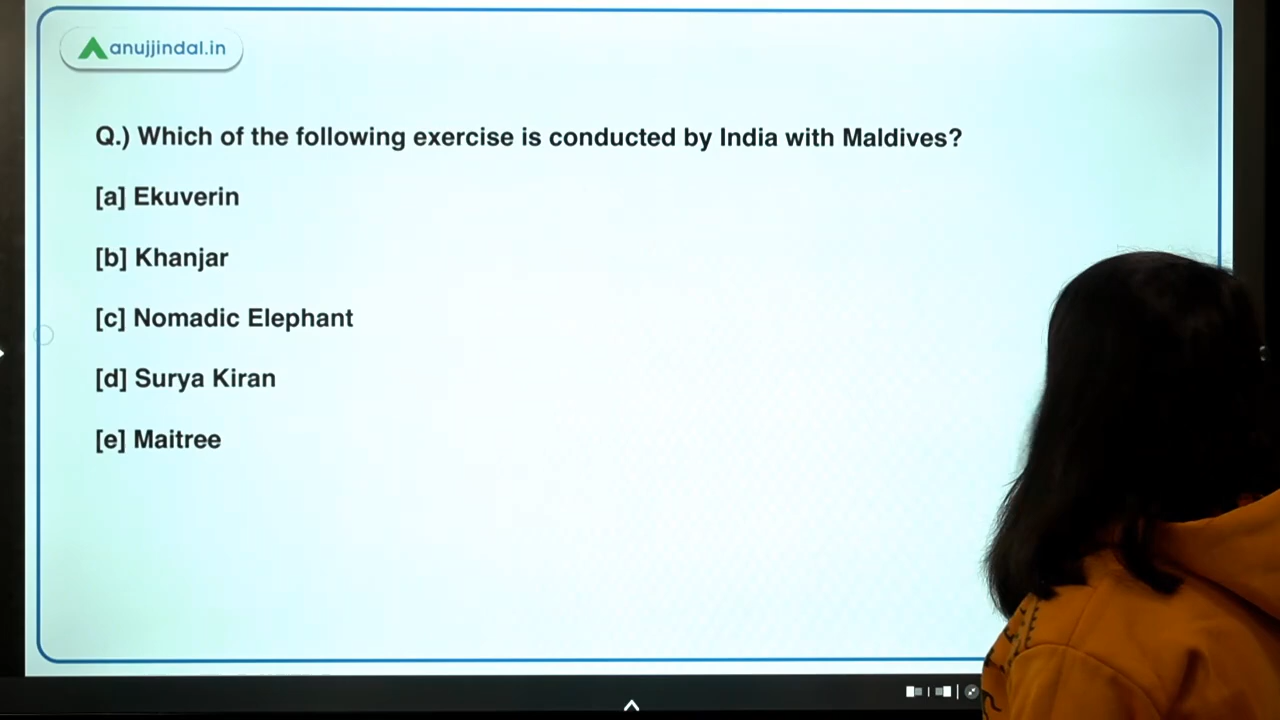 anujjindal.in
Q.) Which of the following exercise is conducted by India with Maldives?
[a] Ekuverin
[b] Khanjar
[c] Nomadic Elephant
[d] Surya Kiran
[e] Maitree